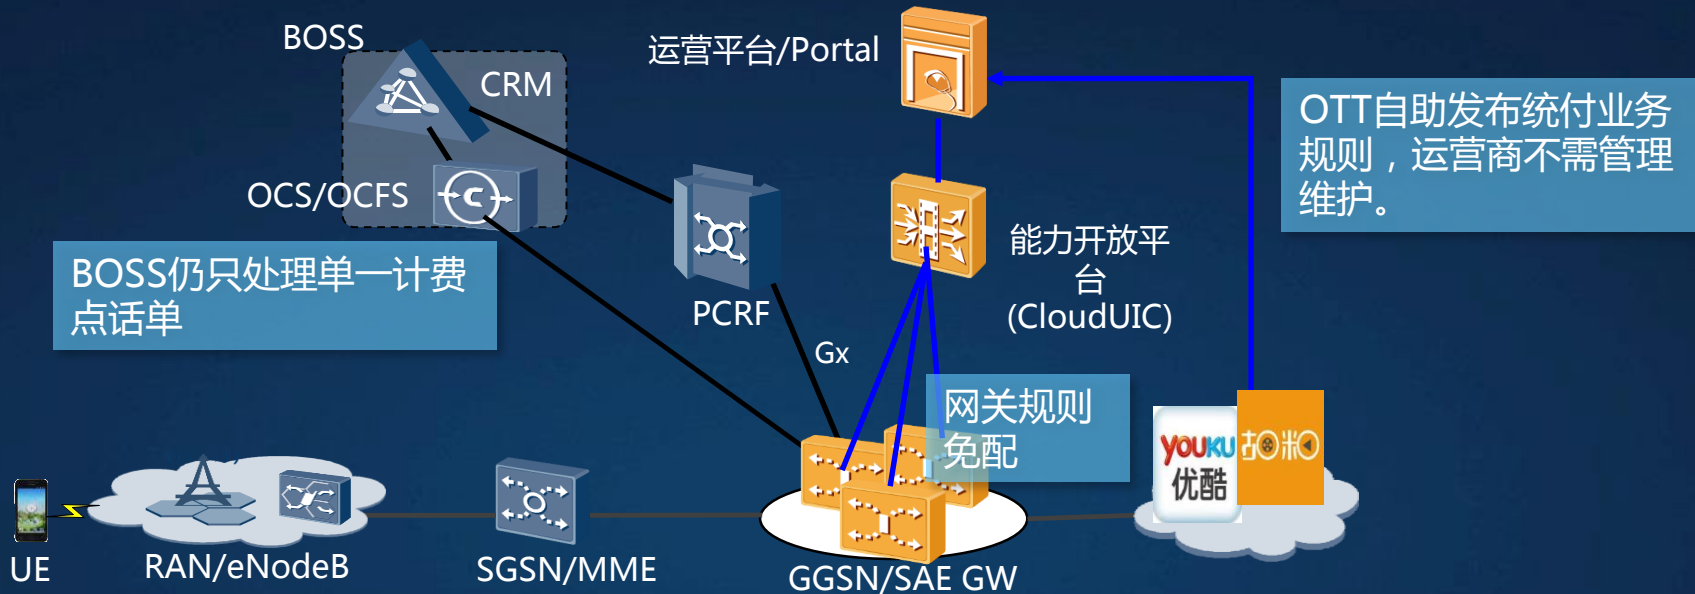 BOSS
CRM
OCS/OCFS
BOSS仍只处理单一计费
点话单
运营平台/Portal
OTT自助发布统付业务
规则，运营商不需管理
维护。
能力开放平
台
(CloudUIC)
PCRF
Gx
网关规则
免配
YOUKU
优酷
胡粉
UE
RAN/eNodeB
SGSN/MME
GGSN/SAE GW